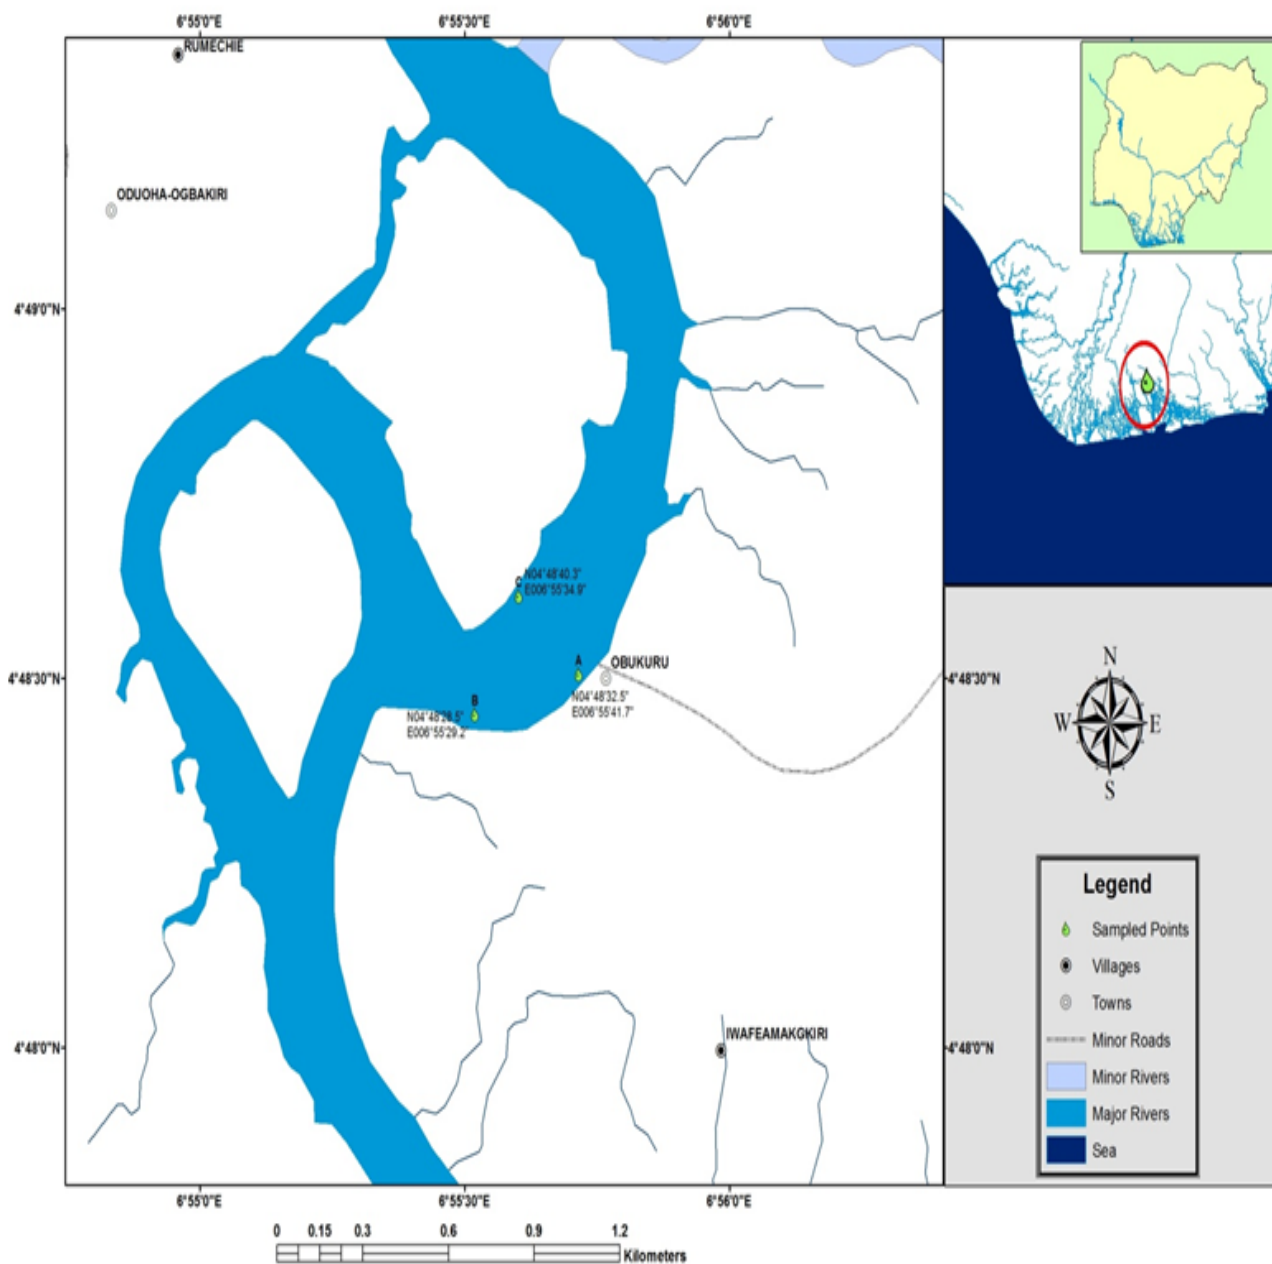 6°55'0"E
6°55'30"E
6°56'0"E
RUMECHIE
ODUOHA-OGBAKIRI
4°49'0"N
C
N04°48'40.3"
E006°55'34.9"
A
OBUKURU
4°48'30"N
4°48'30"N
N04°48'32.5"
E006°55'41.7"
B
N04°48'28.5"
E006°55'29.2"
N
W
E
S
Legend
Sampled Points
Villages
Towns
Minor Roads
Minor Rivers
Major Rivers
Sea
IWAFEAMAKGKIRI
4°48'0"N
4°48'0"N
6°55'0"E
6°55'30"E
6°56'0"E
0 0.15 0.3 0.6 0.9 1.2
Kilometers